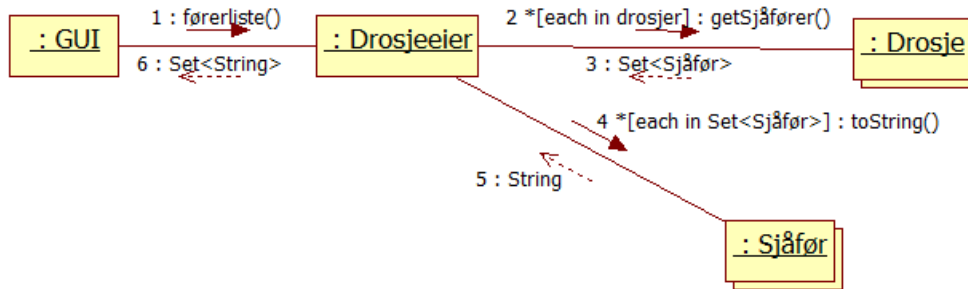 1 : førerliste()
2 *[each in drosjer] : getSjåfører()
: GUI
: Drosjeeier
: Drosje
6 : Set<String>
3 : Set<Sjåfør>
4 *[each in Set<Sjåfør>] : toString()
5 : String
: Sjåfør